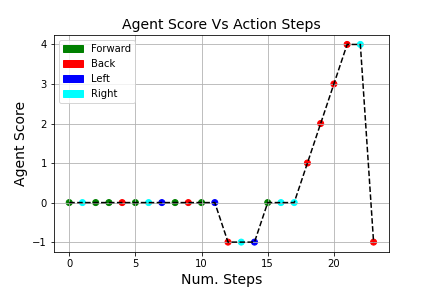 Agent Score Vs Action Steps
4
3
2
1
0
−1
Agent Score
Forward
Back
Left
Right
0
5
10
15
20
Num. Steps